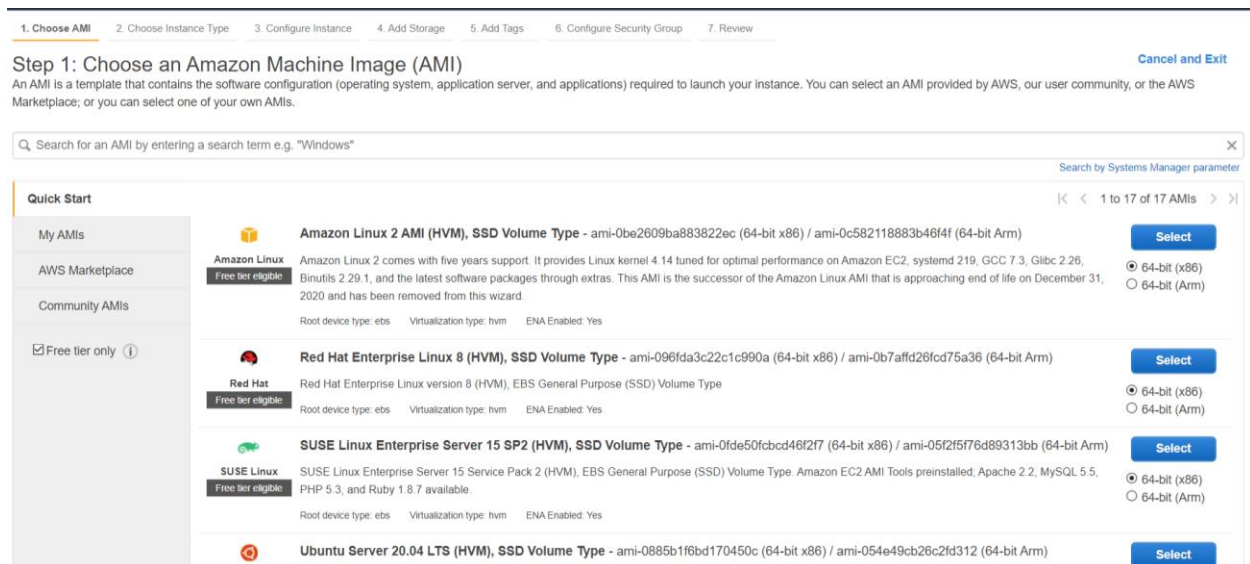 1. Choose AMI 2. Choose Instance Type 3. Configure Instance 4. Add Storage 5. Add Tags 6. Configure Security Group 7. Review
Step 1: Choose an Amazon Machine Image (AMI)
Cancel and Exit
An AMI is a template that contains the software configuration (operating system, application server, and applications) required to launch your instance. You can select an AMI provided by AWS, our user community, or the AWS
Marketplace; or you can select one of your own AMIs.
Search for an AMI by entering a search term e.g. "Windows"
Search by Systems Manager parameter
Quick Start
1 to 17 of 17 AMIs
My AMIs
AWS Marketplace
Community AMIs
Free tier only
Amazon Linux
Free tier eligible
Amazon Linux 2 AMI (HVM), SSD Volume Type - ami-0be2609ba883822ec (64-bit x86) / ami-0c582118883b46f4f (64-bit Arm)
Amazon Linux 2 comes with five years support. It provides Linux kernel 4.14 tuned for optimal performance on Amazon EC2, systemd 219, GCC 7.3, Glibc 2.26,
Binutils 2.29.1, and the latest software packages through extras. This AMI is the successor of the Amazon Linux AMI that is approaching end of life on December 31,
2020 and has been removed from this wizard.
Root device type: ebs Virtualization type: hvm ENA Enabled: Yes
Select
64-bit (x86)
64-bit (Arm)
Red Hat
Free tier eligible
Red Hat Enterprise Linux 8 (HVM), SSD Volume Type - ami-096fda3c22c1c990a (64-bit x86) / ami-0b7affd26fcd75a36 (64-bit Arm)
Red Hat Enterprise Linux version 8 (HVM), EBS General Purpose (SSD) Volume Type
Root device type: ebs Virtualization type: hvm ENA Enabled: Yes
Select
64-bit (x86)
64-bit (Arm)
SUSE Linux
Free tier eligible
SUSE Linux Enterprise Server 15 SP2 (HVM), SSD Volume Type - ami-0fde50fcbcd46f2f7 (64-bit x86) / ami-05f2f5f76d89313bb (64-bit Arm)
SUSE Linux Enterprise Server 15 Service Pack 2 (HVM), EBS General Purpose (SSD) Volume Type. Amazon EC2 AMI Tools preinstalled; Apache 2.2, MySQL 5.5,
PHP 5.3, and Ruby 1.8.7 available.
Root device type: ebs Virtualization type: hvm ENA Enabled: Yes
Select
64-bit (x86)
64-bit (Arm)
Ubuntu Server 20.04 LTS (HVM), SSD Volume Type - ami-0885b1f6bd170450c (64-bit x86) / ami-054e49cb26c2fd312 (64-bit Arm)
Select